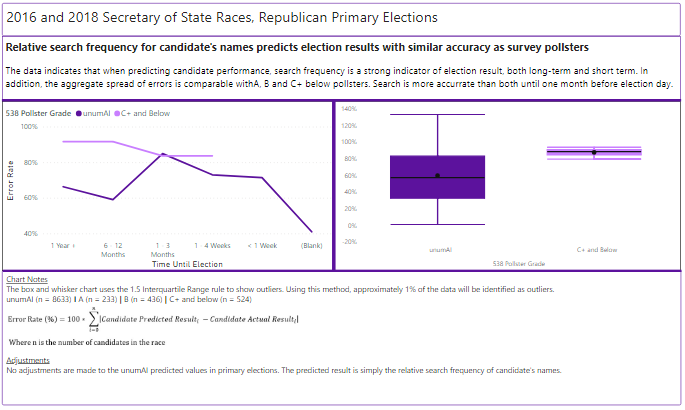 2016 and 2018 Secretary of State Races, Republican Primary Elections
Relative search frequency for candidate's names predicts election results with similar accuracy as survey pollsters
The data indicates that when predicting candidate performance, search frequency is a strong indicator of election result, both long-term and short term. In
addition, the aggregate spread of errors is comparable withA, B and C+ below pollsters. Search is more accurrate than both until one month before election day.
538 Pollster Grade unumAI C+ and Below
100%
80%
60%
40%
Error Rate
1 Year + 6 - 12 Months 1 - 3 Months 1 - 4 Weeks < 1 Week (Blank)
Time Until Election
140%
120%
100%
80%
60%
40%
20%
0%
-20%
unumAI C+ and Below
538 Pollster Grade
Chart Notes
The box and whisker chart uses the 1.5 Interquartile Range rule to show outliers. Using this method, approximately 1% of the data will be identified as outliers.
unumAI (n = 8633) I A (n = 233) | B (n = 436) | C+ and below (n = 524)
Error Rate (%) = 100 * n ∑ i=0 |Candidate Predicted Result_i − Candidate Actual Result_i|
Where n is the number of candidates in the race
Adjustments
No adjustments are made to the unumAI predicted values in primary elections. The predicted result is simply the relative search frequency of candidate's names.